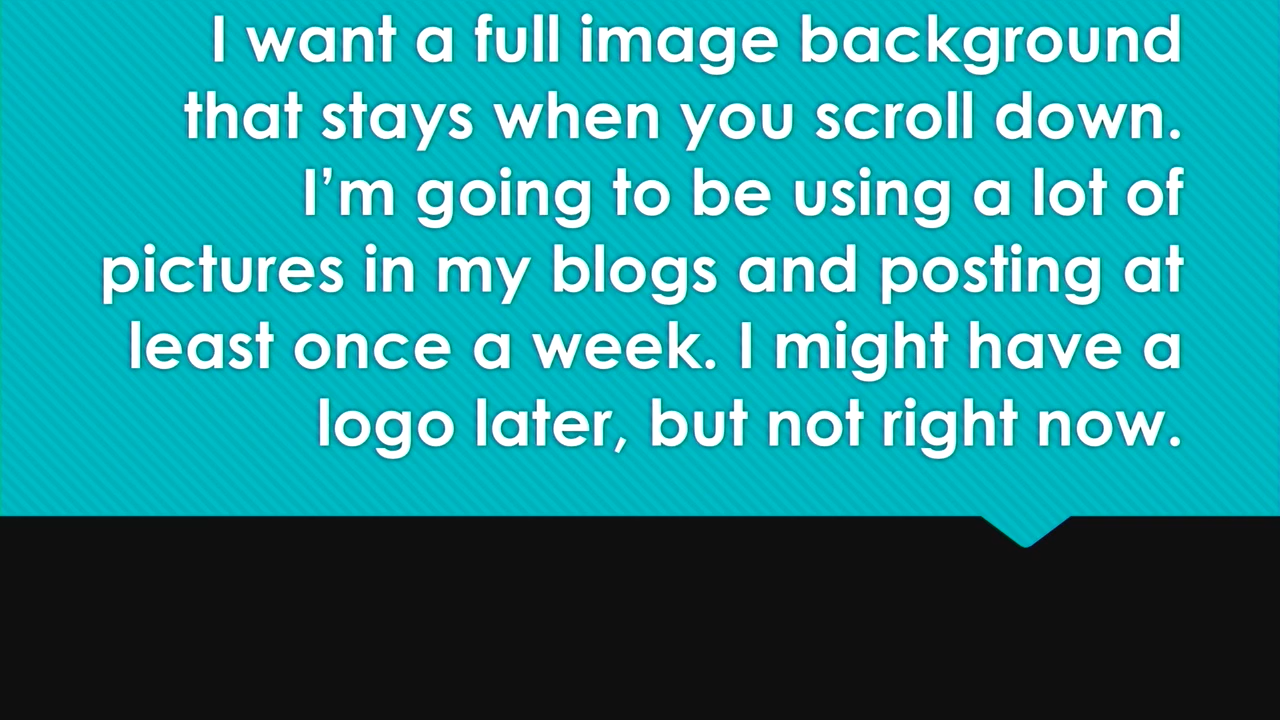 I want a full image background
that stays when you scroll down.
I’m going to be using a lot of
pictures in my blogs and posting at
least once a week. I might have a
logo later, but not right now.